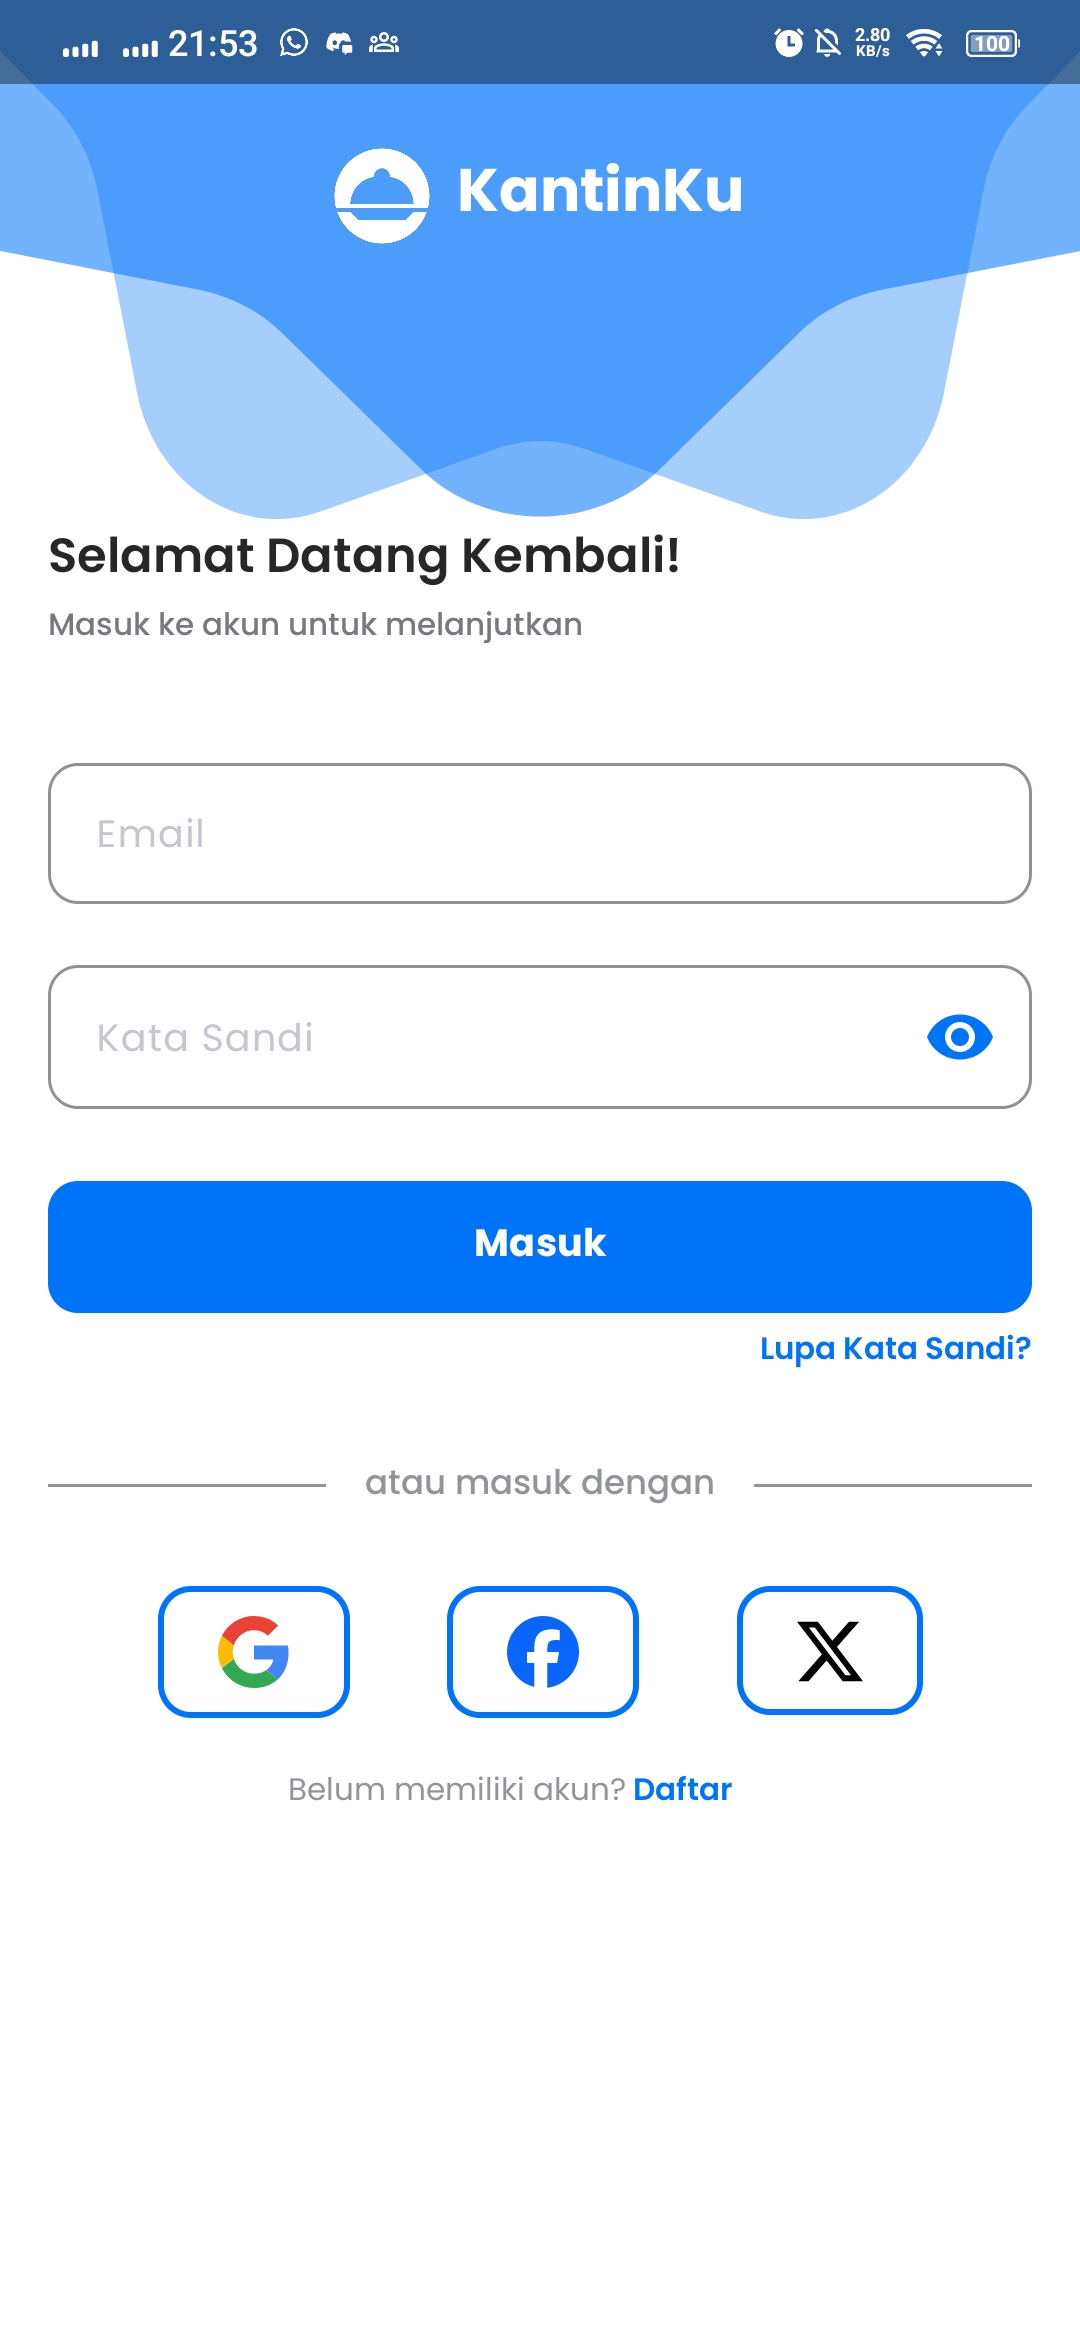 21:53 2.80 KB/s 100
KantinKu
Selamat Datang Kembali!
Masuk ke akun untuk melanjutkan
Email
Kata Sandi
Masuk
Lupa Kata Sandi?
atau masuk dengan
Belum memiliki akun? Daftar